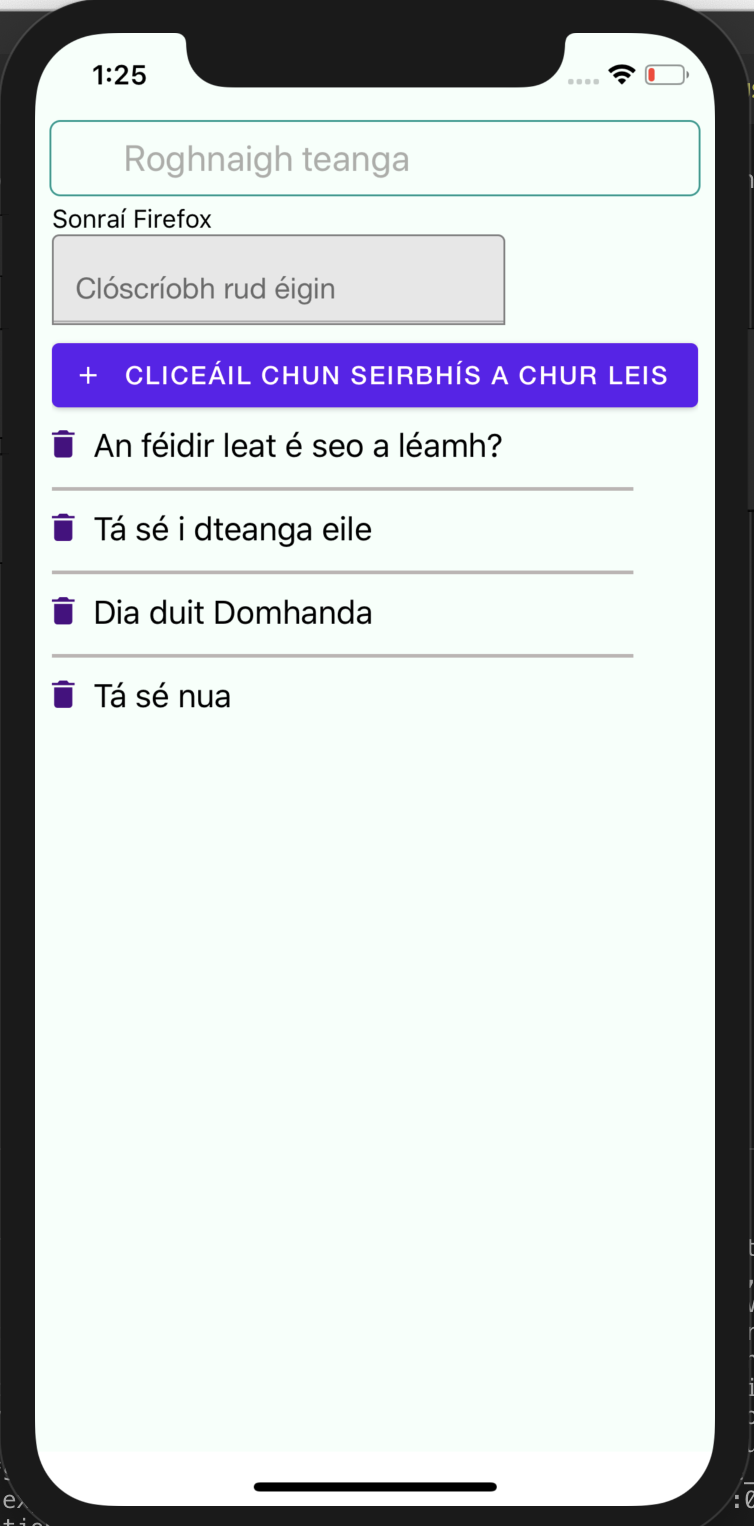 1:25
Roghnaigh teanga
Sonraí Firefox
Clóscríobh rud éigin
+ CLICEÁIL CHUN SEIRBHÍS A CHUR LEIS
An féidir leat é seo a léamh?
Tá sé i dteanga eile
Dia duit Domhanda
Tá sé nua